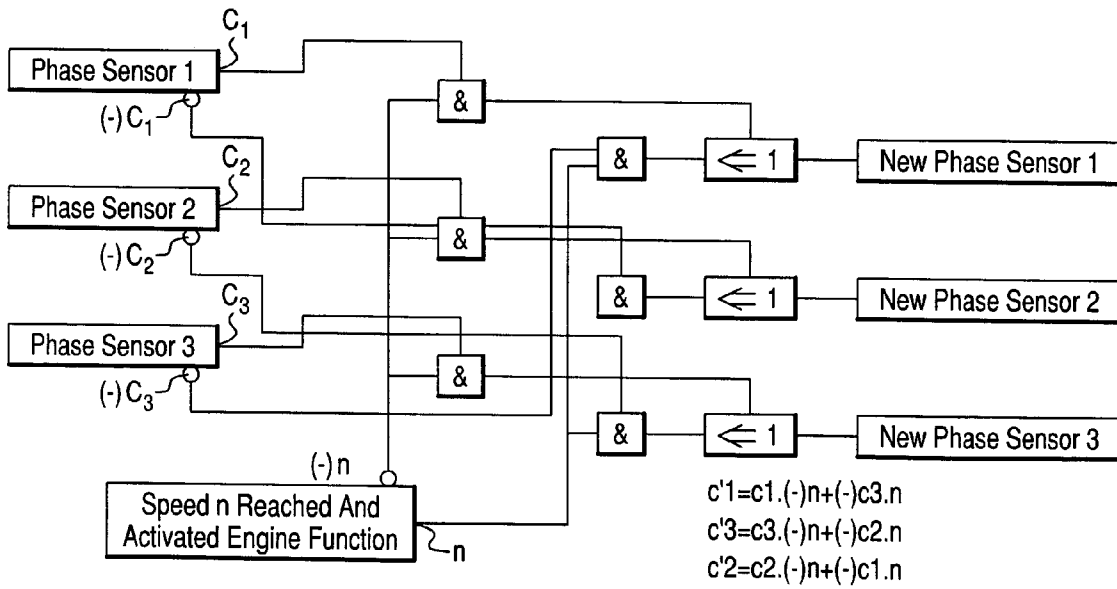 C₁
Phase Sensor 1
(-) C₁
&
&
⇐ 1
New Phase Sensor 1
C₂
Phase Sensor 2
(-) C₂
&
&
⇐ 1
New Phase Sensor 2
C₃
Phase Sensor 3
(-) C₃
&
&
⇐ 1
New Phase Sensor 3
(-) n
Speed n Reached And
Activated Engine Function
n
c'1=c1.(-)n+(-)c3.n
c'3=c3.(-)n+(-)c2.n
c'2=c2.(-)n+(-)c1.n